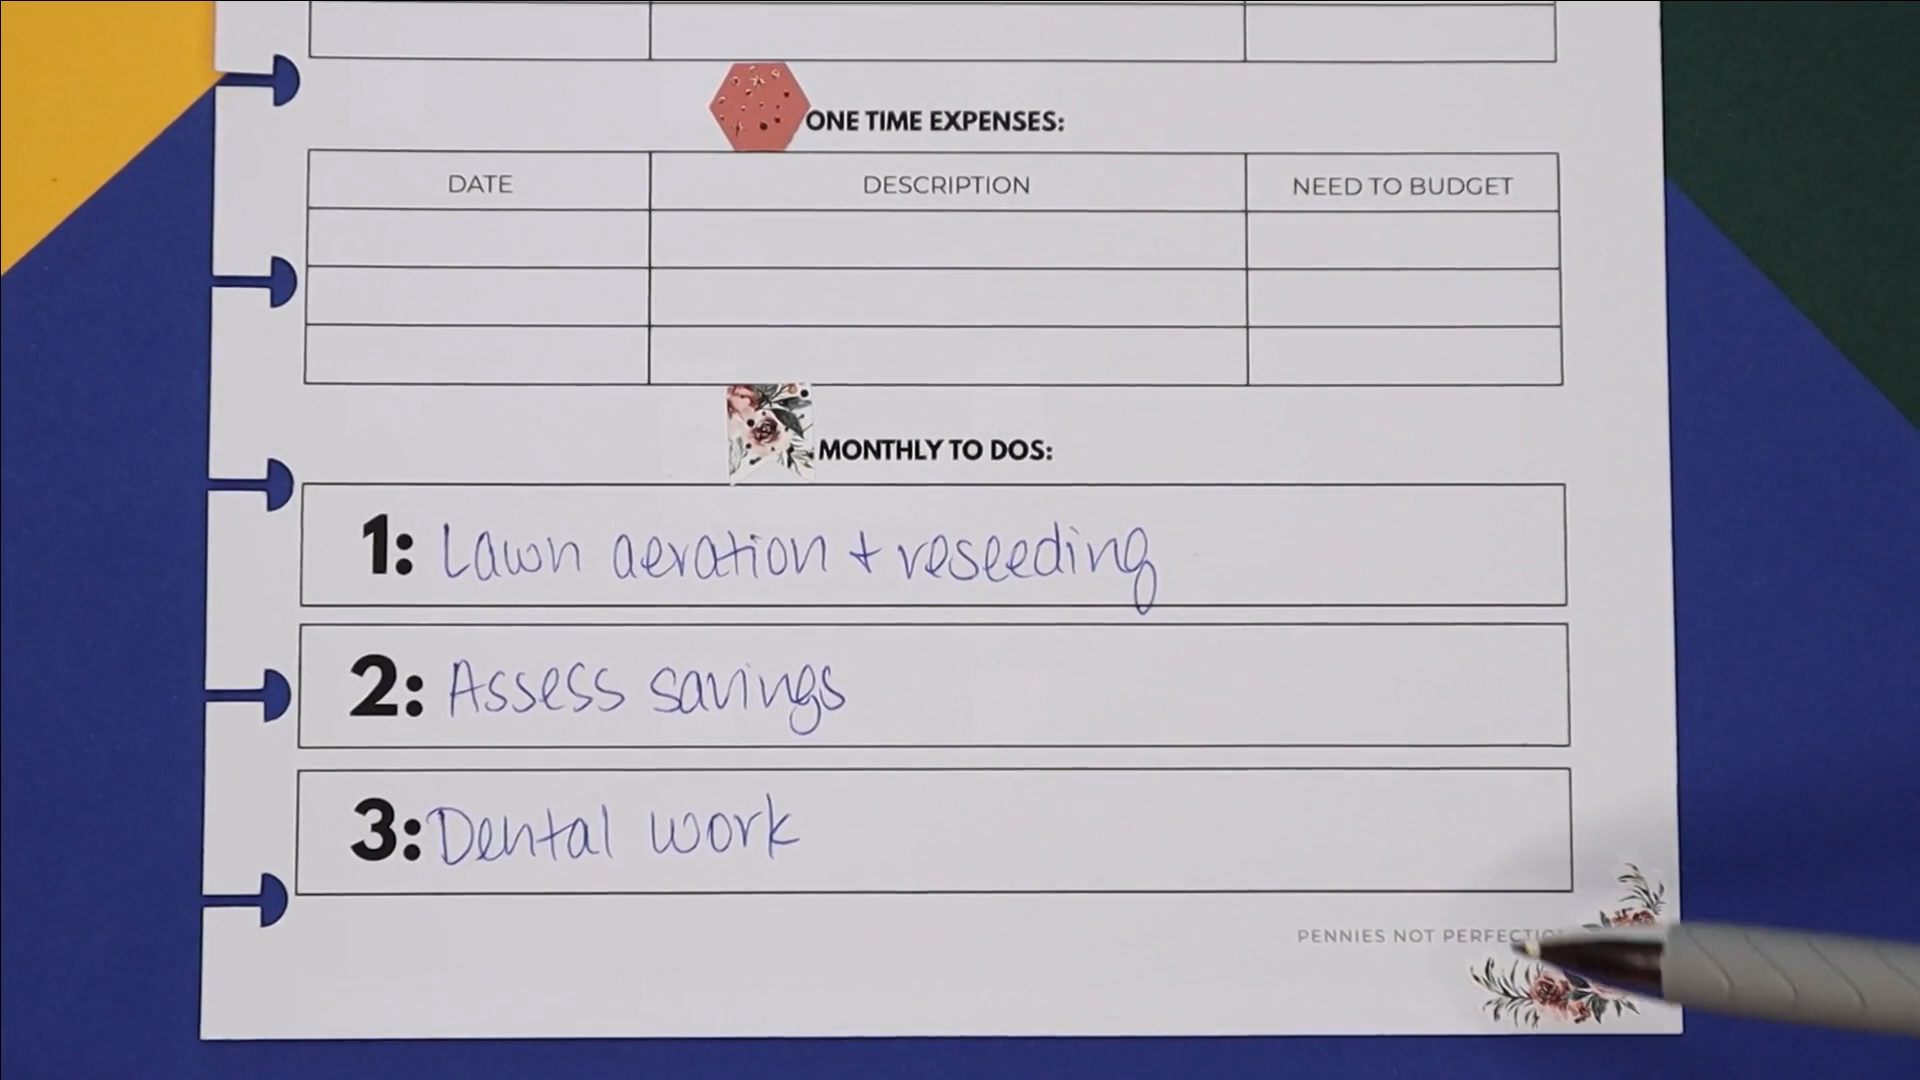 ONE TIME EXPENSES:
DATE DESCRIPTION NEED TO BUDGET
MONTHLY TO DOS:
1: Lawn aeration + reseeding
2: Assess savings
3: Dental work
PENNIES NOT